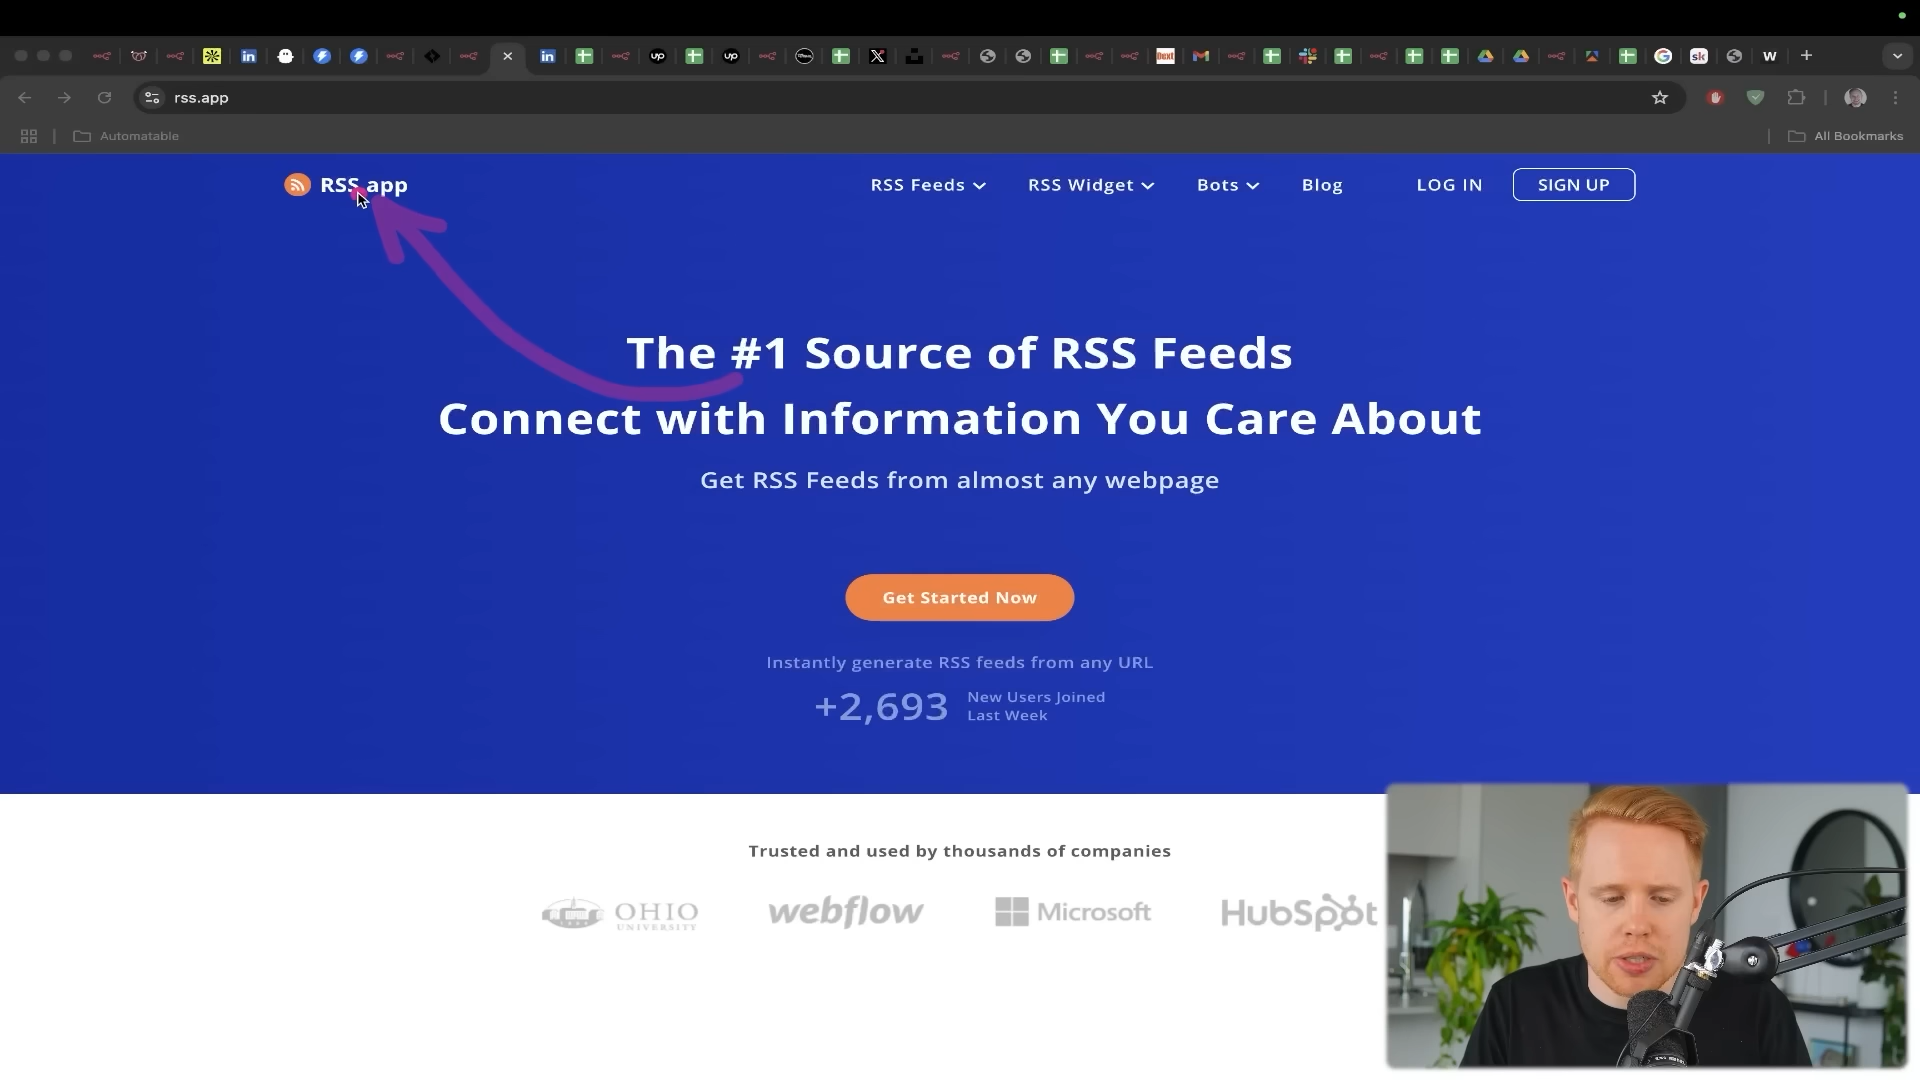 rss.app
Automatable
All Bookmarks
RSS.app
RSS Feeds
RSS Widget
Bots
Blog
LOG IN
SIGN UP
The #1 Source of RSS Feeds
Connect with Information You Care About
Get RSS Feeds from almost any webpage
Get Started Now
Instantly generate RSS feeds from any URL
+2,693
New Users Joined
Last Week
Trusted and used by thousands of companies
OHIO
UNIVERSITY
webflow
Microsoft
HubSpot